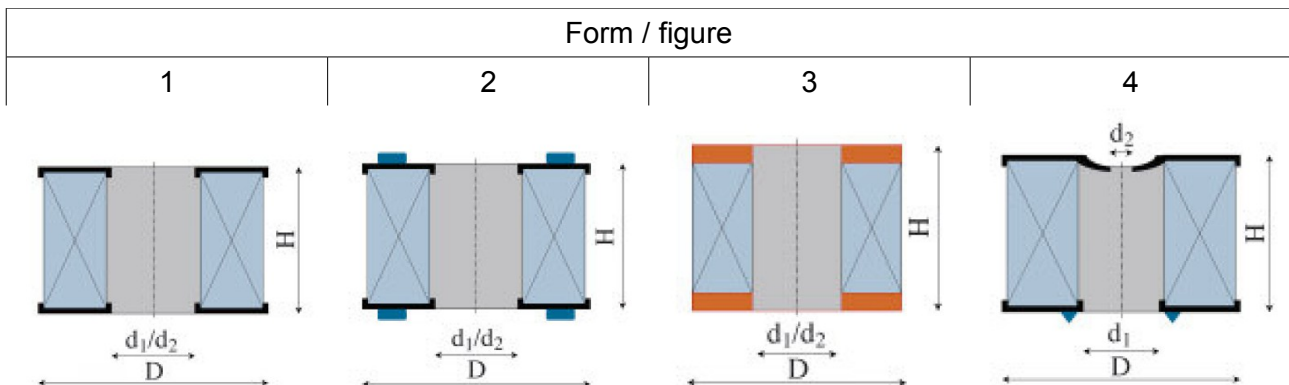 Form / figure
1 2 3 4
d₂
H H H H
d₁/d₂ d₁/d₂ d₁/d₂ d₁
D D D D